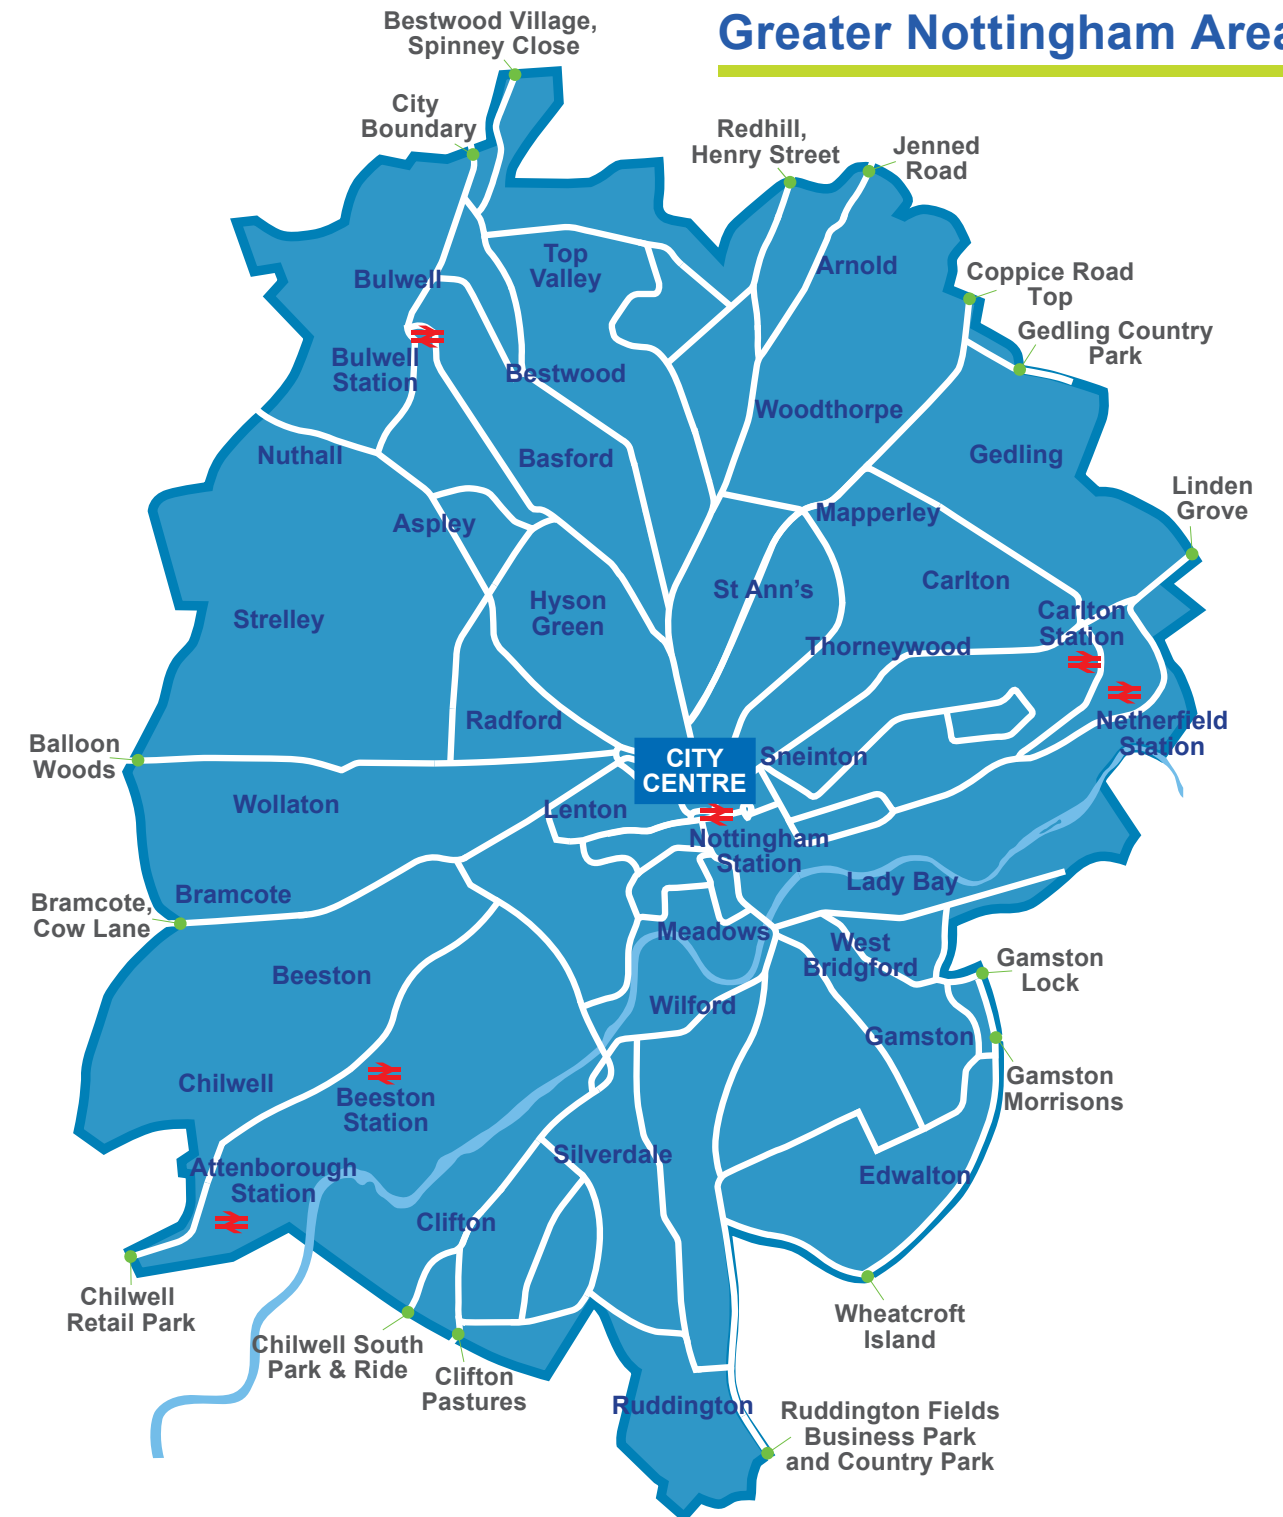 Bestwood Village,
Spinney Close
Greater Nottingham Area
City
Boundary
Redhill,
Henry Street
Jenned
Road
Top
Valley
Arnold
Bulwell
Coppice Road
Top
Gedling Country
Park
Bulwell
Station
Bestwood
Woodthorpe
Nuthall
Basford
Gedling
Linden
Grove
Aspley
Mapperley
St Ann's
Carlton
Hyson
Green
Carlton
Station
Strelley
Thorneywood
Radford
Netherfield
Station
Balloon
Woods
CITY
CENTRE
Sneinton
Wollaton
Lenton
Nottingham
Station
Lady Bay
Bramcote
Bramcote,
Cow Lane
Meadows
West
Bridgford
Beeston
Gamston
Lock
Wilford
Gamston
Chilwell
Beeston
Station
Gamston
Morrisons
Silverdale
Attenborough
Station
Edwalton
Clifton
Chilwell
Retail Park
Wheatcroft
Island
Chilwell South
Park & Ride
Clifton
Pastures
Ruddington
Ruddington Fields
Business Park
and Country Park